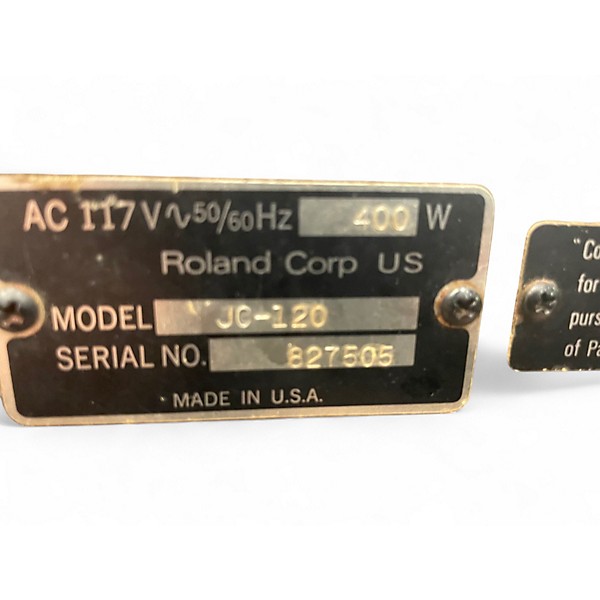 AC 117V∿50/60Hz 400 W
Roland Corp US
MODEL JC-120
SERIAL NO. 827505
MADE IN U.S.A.
"Co
for
purs
of Pa